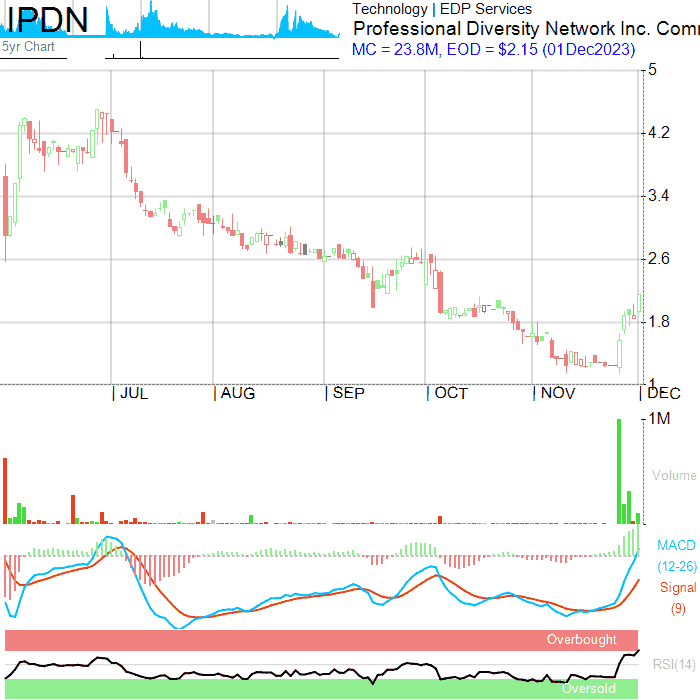 IPDN
5yr Chart
Technology | EDP Services
Professional Diversity Network Inc. Com
MC = 23.8M, EOD = $2.15 (01Dec2023)
5
4.2
3.4
2.6
1.8
1
JUL
AUG
SEP
OCT
NOV
DEC
1M
Volume
MACD
(12-26)
Signal
(9)
Overbought
RSI(14)
Oversold